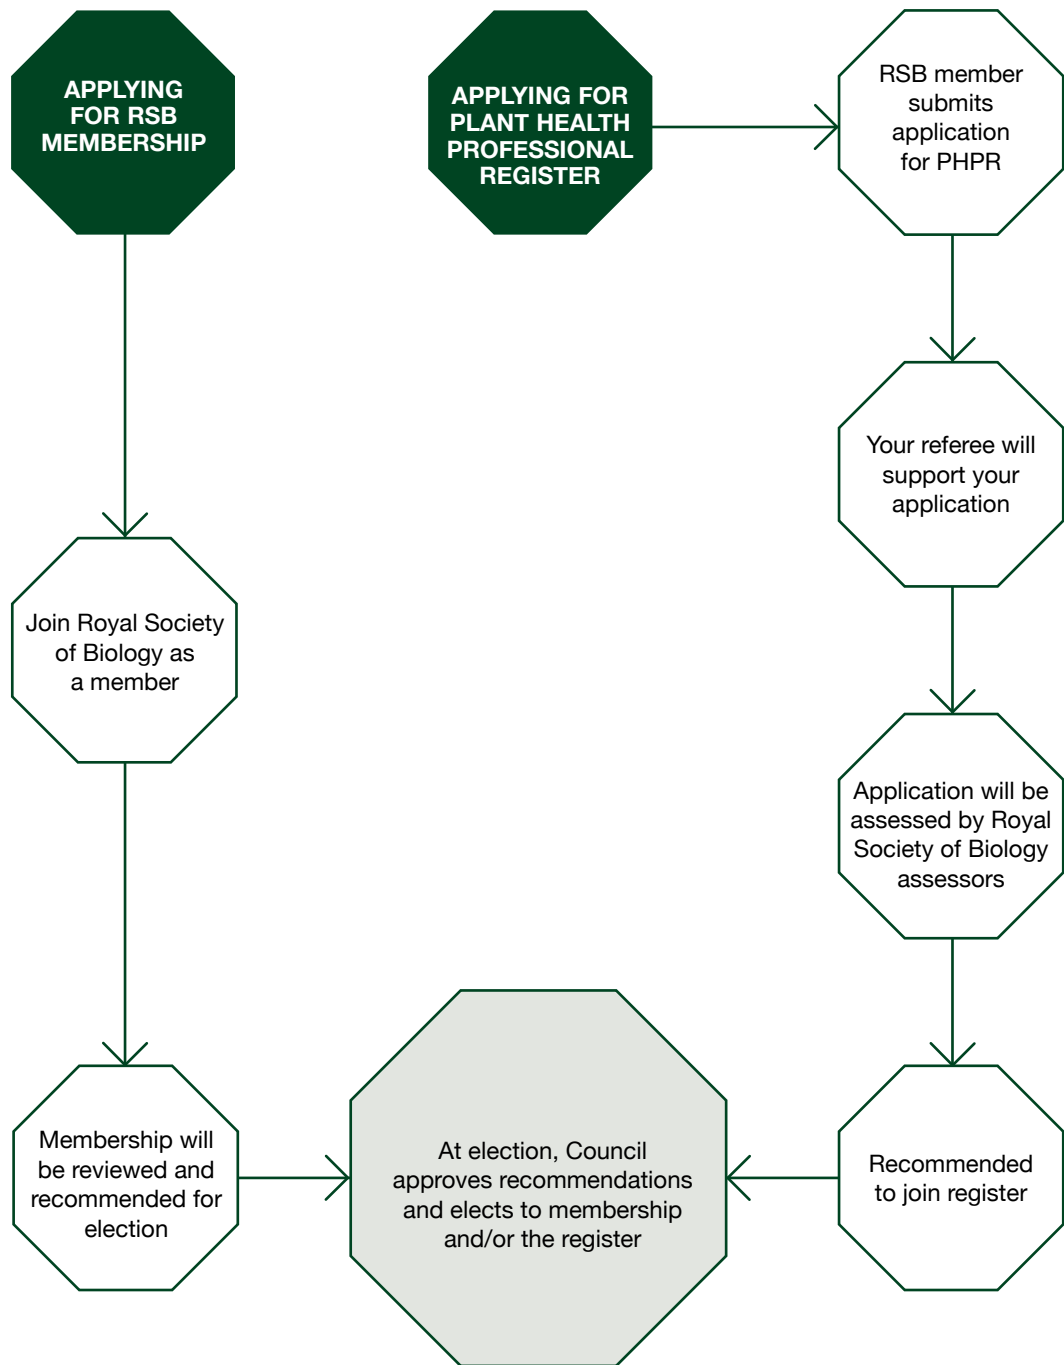 APPLYING
FOR RSB
MEMBERSHIP
APPLYING FOR
PLANT HEALTH
PROFESSIONAL
REGISTER
RSB member
submits
application
for PHPR
Your referee will
support your
application
Join Royal Society
of Biology as
a member
Application will be
assessed by Royal
Society of Biology
assessors
Membership will
be reviewed and
recommended for
election
At election, Council
approves recommendations
and elects to membership
and/or the register
Recommended
to join register